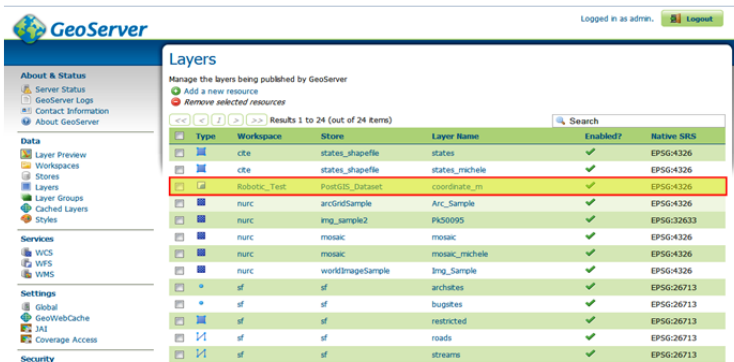 GeoServer
Logged in as admin.
Logout
About & Status
Server Status
GeoServer Logs
Contact Information
About GeoServer
Data
Layer Preview
Workspaces
Stores
Layers
Layer Groups
Cached Layers
Styles
Services
WCS
WFS
WMS
Settings
Global
GeoWebCache
JAI
Coverage Access
Security
Layers
Manage the layers being published by GeoServer
Add a new resource
Remove selected resources
<< < 1 > >> Results 1 to 24 (out of 24 items)
Search
Type Workspace Store Layer Name Enabled? Native SRS
cite states_shapefile states EPSG:4326
cite states_shapefile states_michele EPSG:4326
Robotic_Test PostGIS_Dataset coordinate_m EPSG:4326
nurc arcGridSample Arc_Sample EPSG:4326
nurc img_sample2 Pk50095 EPSG:32633
nurc mosaic mosaic EPSG:4326
nurc mosaic mosaic_michele EPSG:4326
nurc worldImageSample Img_Sample EPSG:4326
sf sf archsites EPSG:26713
sf sf bugsites EPSG:26713
sf sf restricted EPSG:26713
sf sf roads EPSG:26713
sf sf streams EPSG:26713